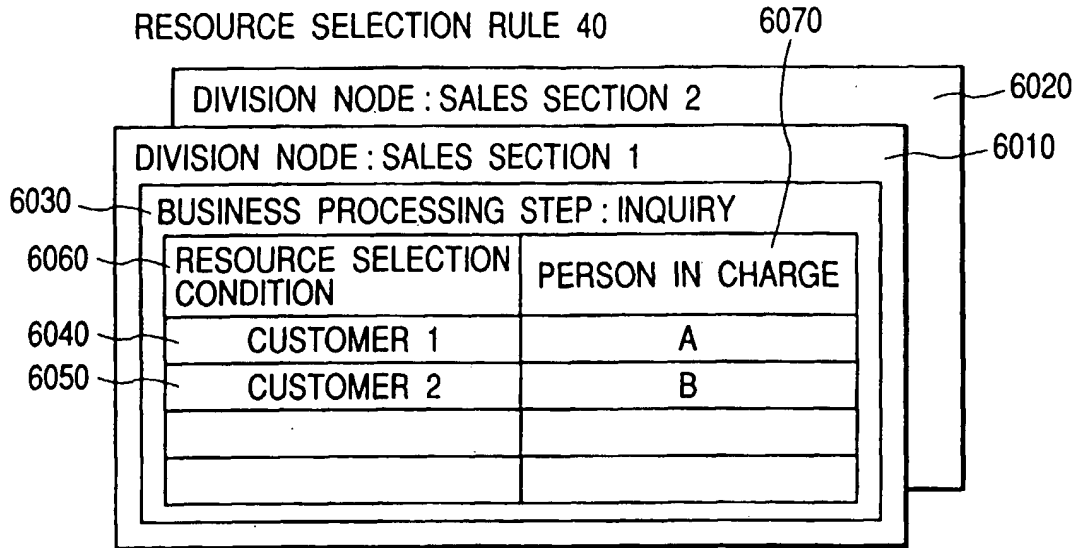 RESOURCE SELECTION RULE 40
6070
DIVISION NODE : SALES SECTION 2
6020
DIVISION NODE : SALES SECTION 1
6010
6030
BUSINESS PROCESSING STEP : INQUIRY
6060
RESOURCE SELECTION
CONDITION
PERSON IN CHARGE
6040
CUSTOMER 1
A
6050
CUSTOMER 2
B